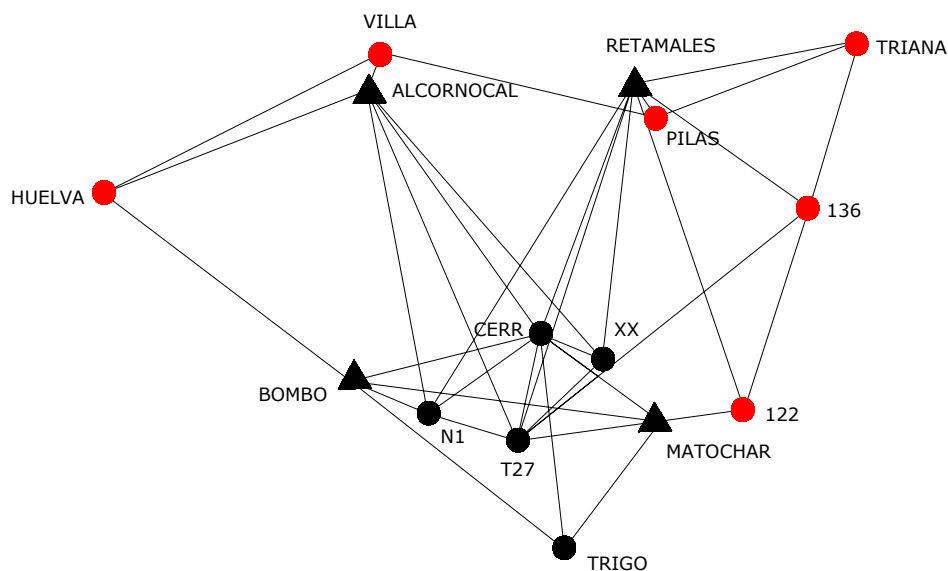 VILLA
RETAMALES
TRIANA
ALCORNOCAL
PILAS
HUELVA
136
CERR
XX
BOMBO
122
N1
MATOCHAR
T27
TRIGO